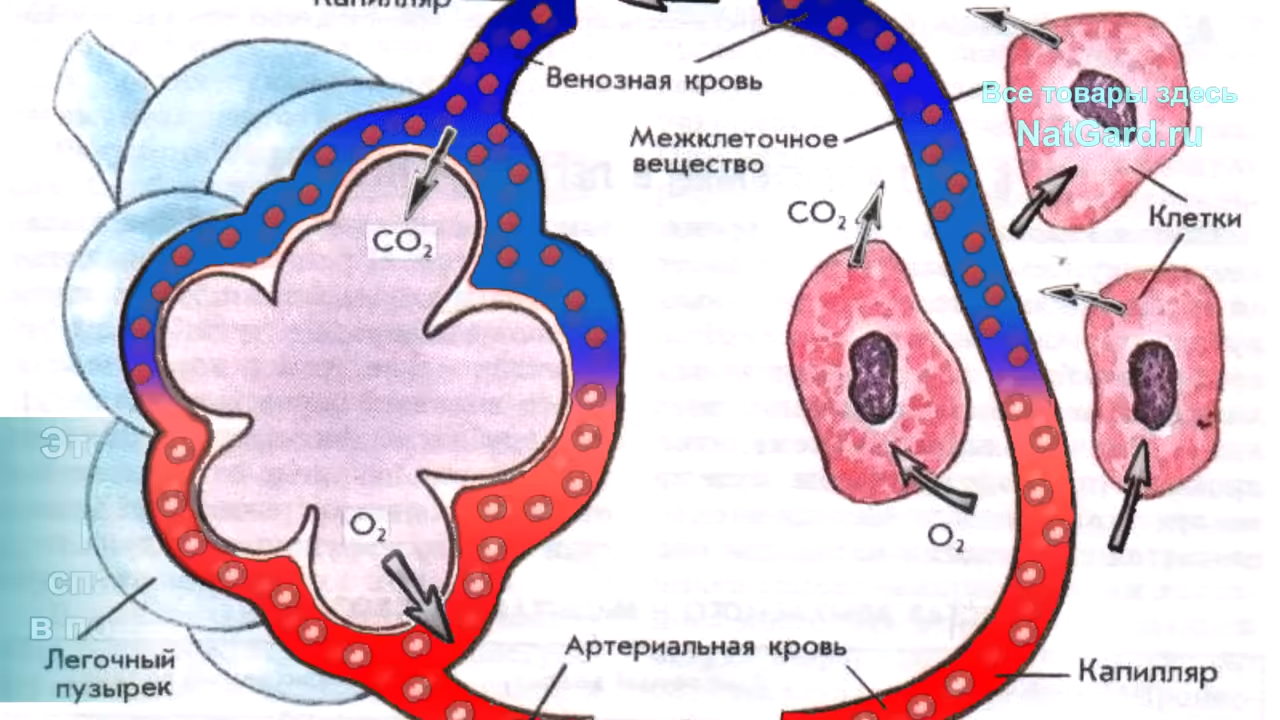 Капилляр
Венозная кровь
Межклеточное
вещество
Все товары здесь
NatGard.ru
Клетки
CO₂
CO₂
O₂
O₂
Легочный
пузырек
Артериальная кровь
Капилляр